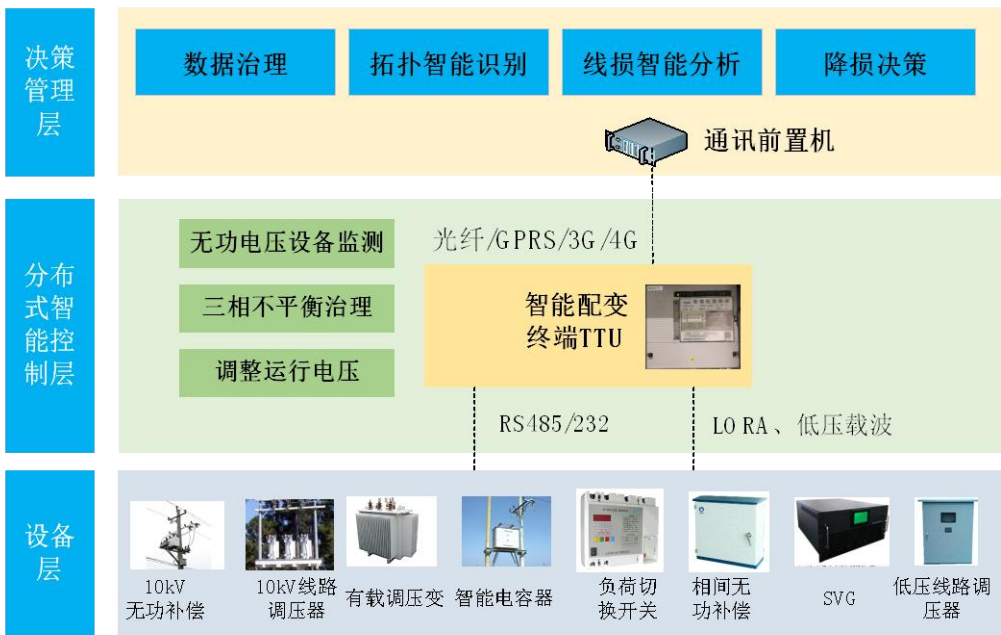 决策
管理
层
数据治理
拓扑智能识别
线损智能分析
降损决策
通讯前置机
分布
式智
能控
制层
无功电压设备监测
三相不平衡治理
调整运行电压
光纤/GPRS/3G/4G
智能配变
终端TTU
RS485/232
LORA、低压载波
设备
层
10kV
无功补偿
10kV线路
调压器
有载调压变
智能电容器
负荷切
换开关
相间无
功补偿
SVG
低压线路调
压器